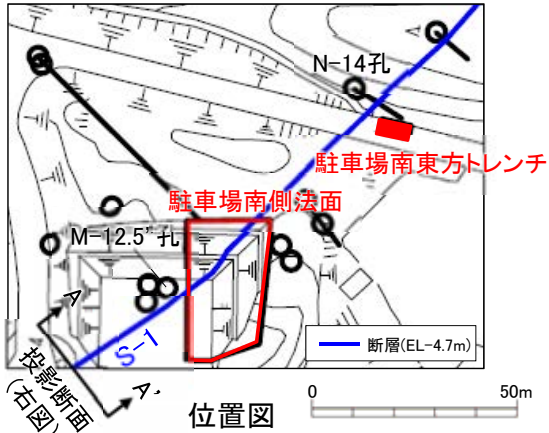 N-14孔
駐車場南東方トレンチ
駐車場南側法面
M-12.5'孔
A
S-1
断層(EL-4.7m)
投影断面
(右図)
A'
位置図
0
50m